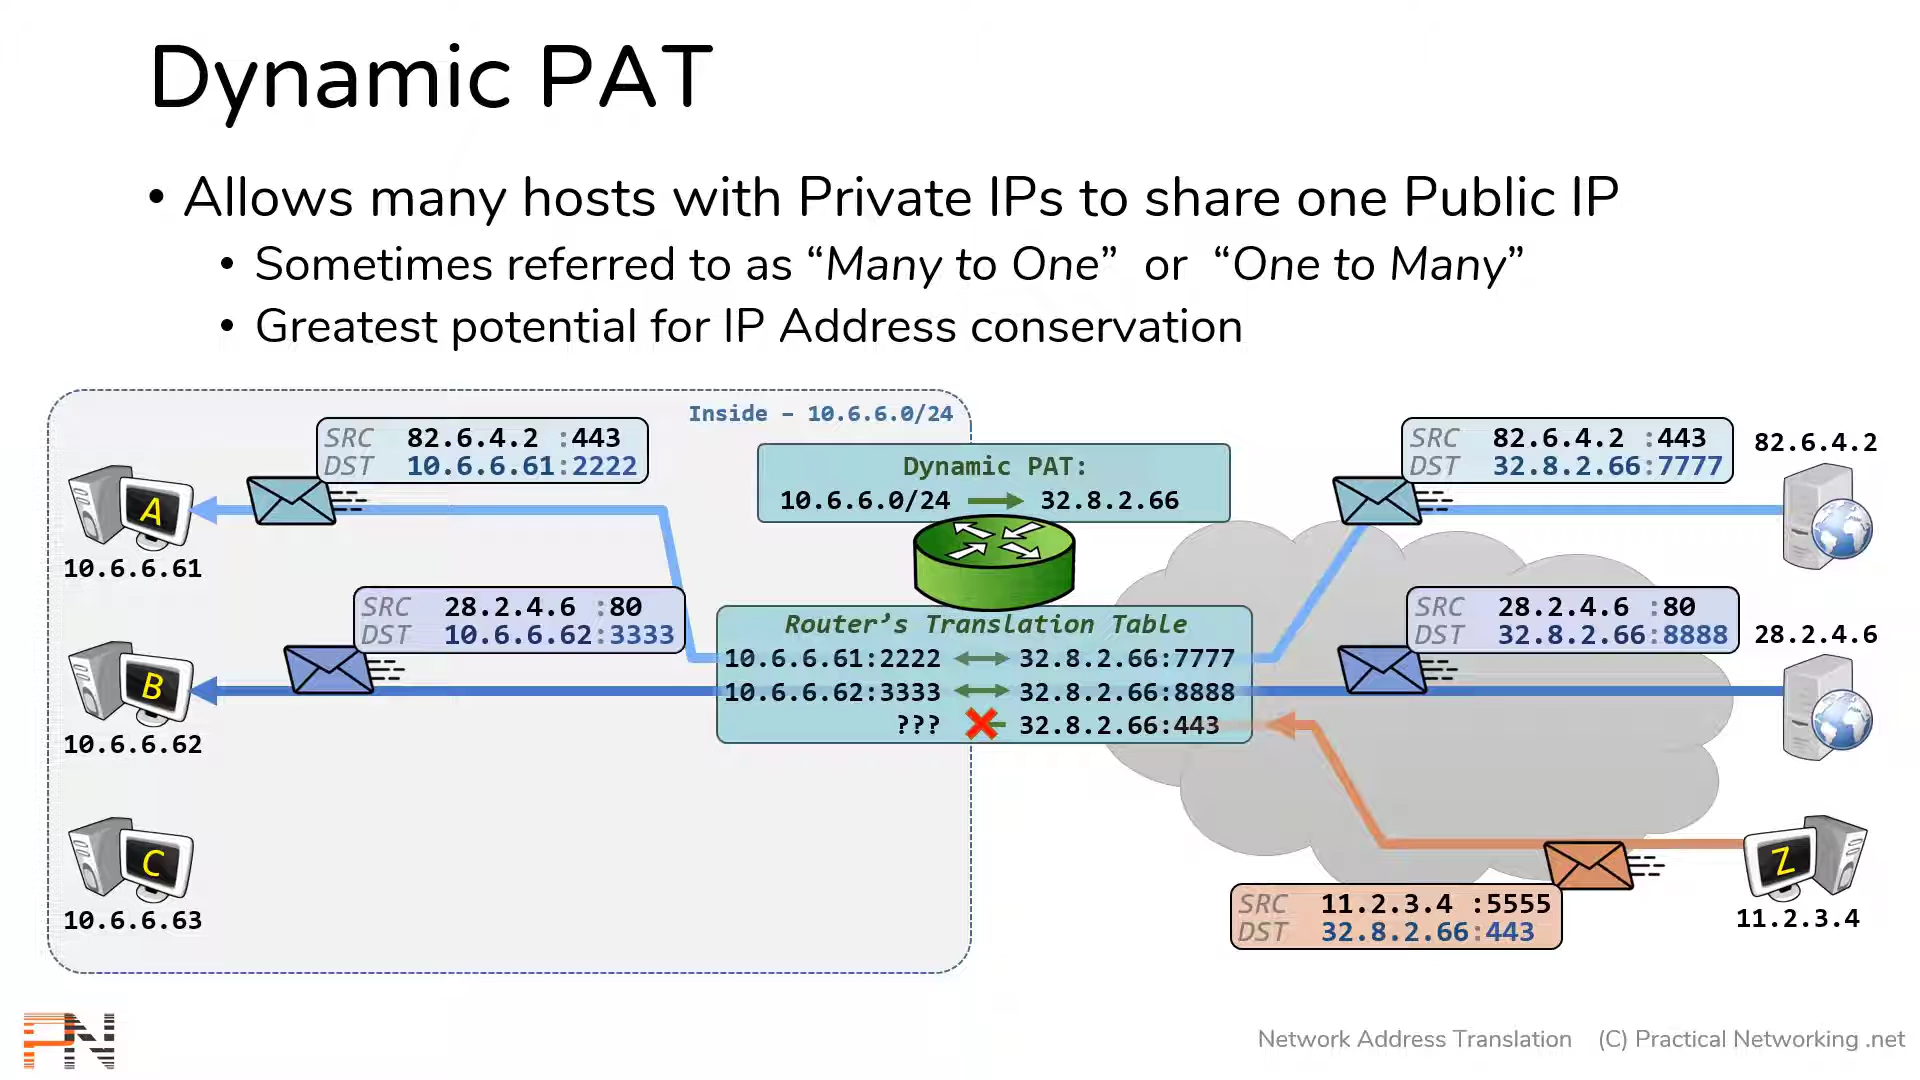 Dynamic PAT
• Allows many hosts with Private IPs to share one Public IP
• Sometimes referred to as “Many to One” or “One to Many”
• Greatest potential for IP Address conservation
Inside – 10.6.6.0/24
SRC 82.6.4.2 :443
DST 10.6.6.61:2222
A
10.6.6.61
SRC 28.2.4.6 :80
DST 10.6.6.62:3333
B
10.6.6.62
C
10.6.6.63
Dynamic PAT:
10.6.6.0/24 32.8.2.66
Router’s Translation Table
10.6.6.61:2222 32.8.2.66:7777
10.6.6.62:3333 32.8.2.66:8888
??? 32.8.2.66:443
SRC 82.6.4.2 :443
DST 32.8.2.66:7777
82.6.4.2
SRC 28.2.4.6 :80
DST 32.8.2.66:8888
28.2.4.6
Z
11.2.3.4
SRC 11.2.3.4 :5555
DST 32.8.2.66:443
PN
Network Address Translation (C) Practical Networking .net